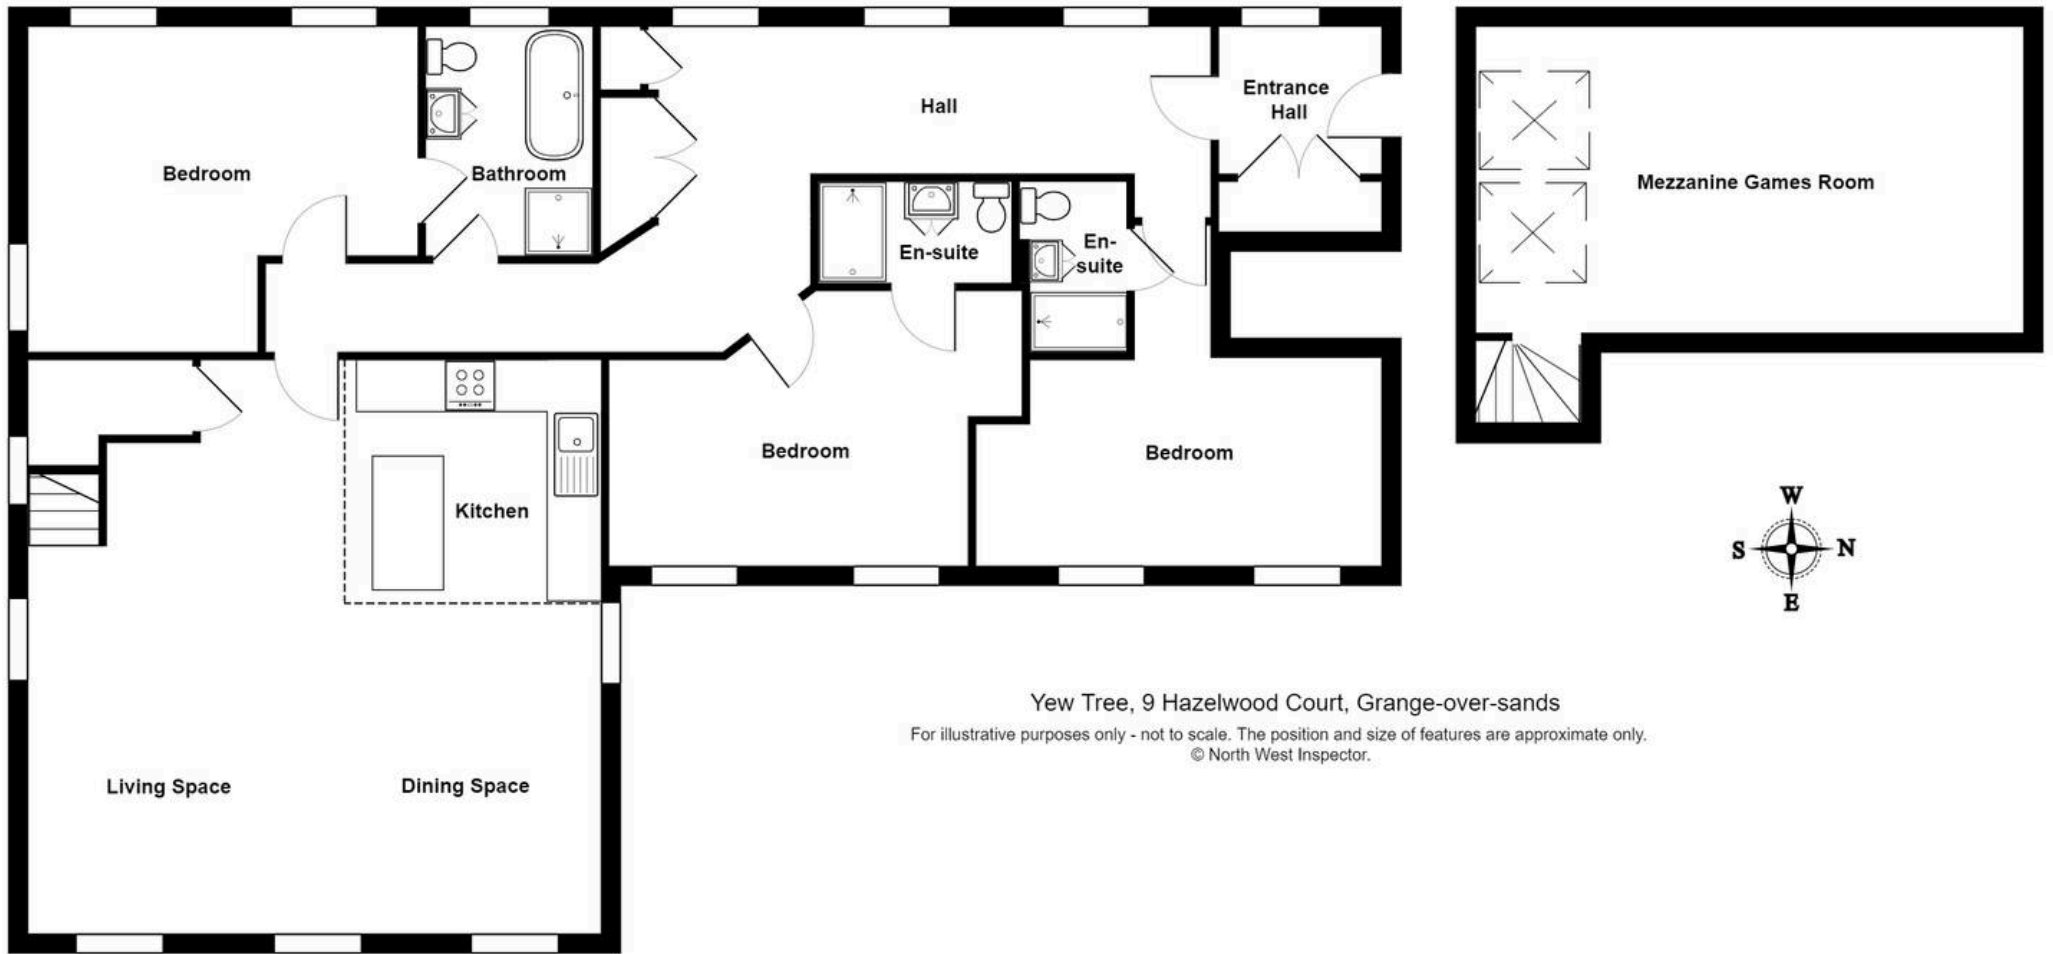 Bedroom
Bathroom
Hall
Entrance
Hall
Mezzanine Games Room
En-suite
En-
suite
Bedroom
Bedroom
Kitchen
W
S
N
E
Living Space
Dining Space
Yew Tree, 9 Hazelwood Court, Grange-over-sands
For illustrative purposes only - not to scale. The position and size of features are approximate only.
© North West Inspector.